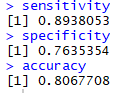 > sensitivity
[1] 0.8938053
> specificity
[1] 0.7635354
> accuracy
[1] 0.8067708